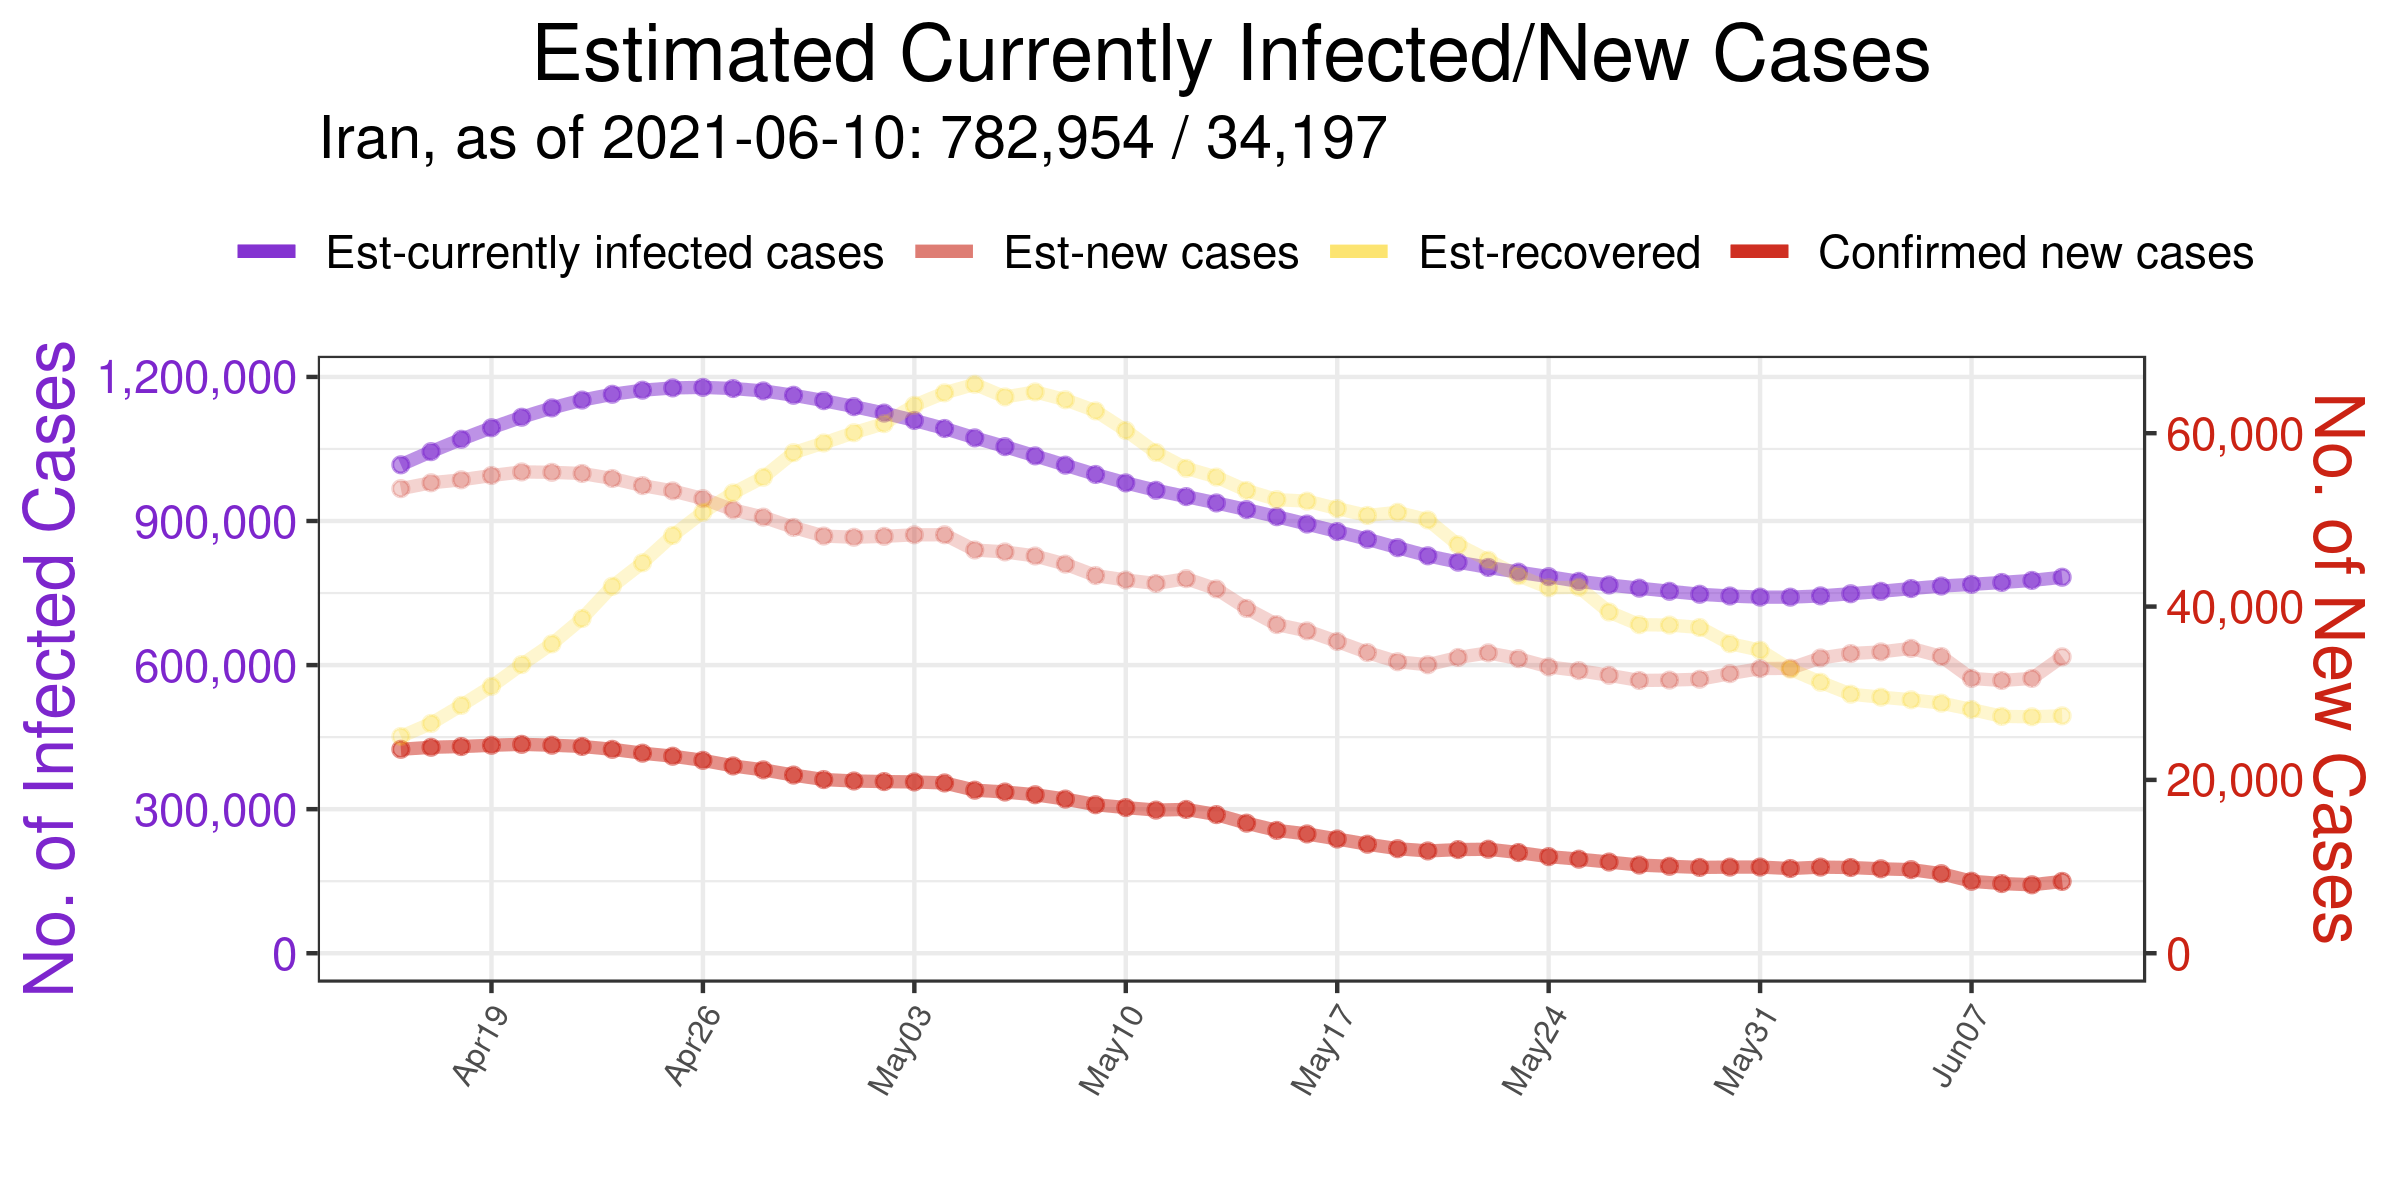 Estimated Currently Infected/New Cases
Iran, as of 2021-06-10: 782,954 / 34,197
Est-currently infected cases Est-new cases Est-recovered Confirmed new cases
No. of Infected Cases
1,200,000
900,000
600,000
300,000
0
60,000
40,000
20,000
0
No. of New Cases
Apr19 Apr26 May03 May10 May17 May24 May31 Jun07